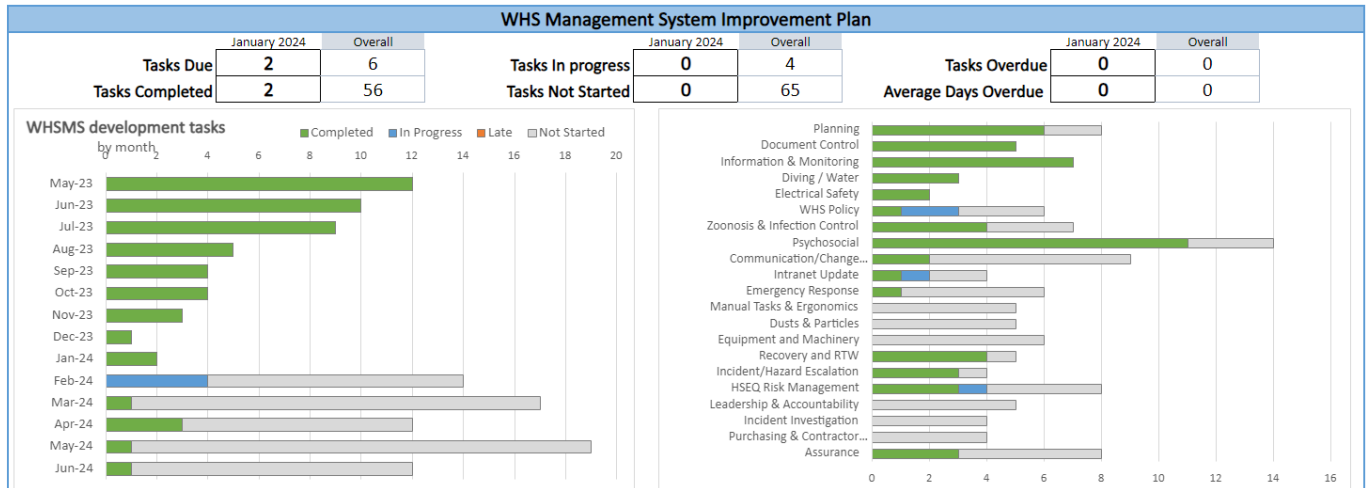 WHS Management System Improvement Plan
January 2024 Overall
Tasks Due 2 6
Tasks Completed 2 56
January 2024 Overall
Tasks In progress 0 4
Tasks Not Started 0 65
January 2024 Overall
Tasks Overdue 0 0
Average Days Overdue 0 0
WHSMS development tasks
by month
Completed In Progress Late Not Started
0 2 4 6 8 10 12 14 16 18 20
May-23
Jun-23
Jul-23
Aug-23
Sep-23
Oct-23
Nov-23
Dec-23
Jan-24
Feb-24
Mar-24
Apr-24
May-24
Jun-24
Planning
Document Control
Information & Monitoring
Diving / Water
Electrical Safety
WHS Policy
Zoonosis & Infection Control
Psychosocial
Communication/Change...
Intranet Update
Emergency Response
Manual Tasks & Ergonomics
Dusts & Particles
Equipment and Machinery
Recovery and RTW
Incident/Hazard Escalation
HSEQ Risk Management
Leadership & Accountability
Incident Investigation
Purchasing & Contractor...
Assurance
0 2 4 6 8 10 12 14 16